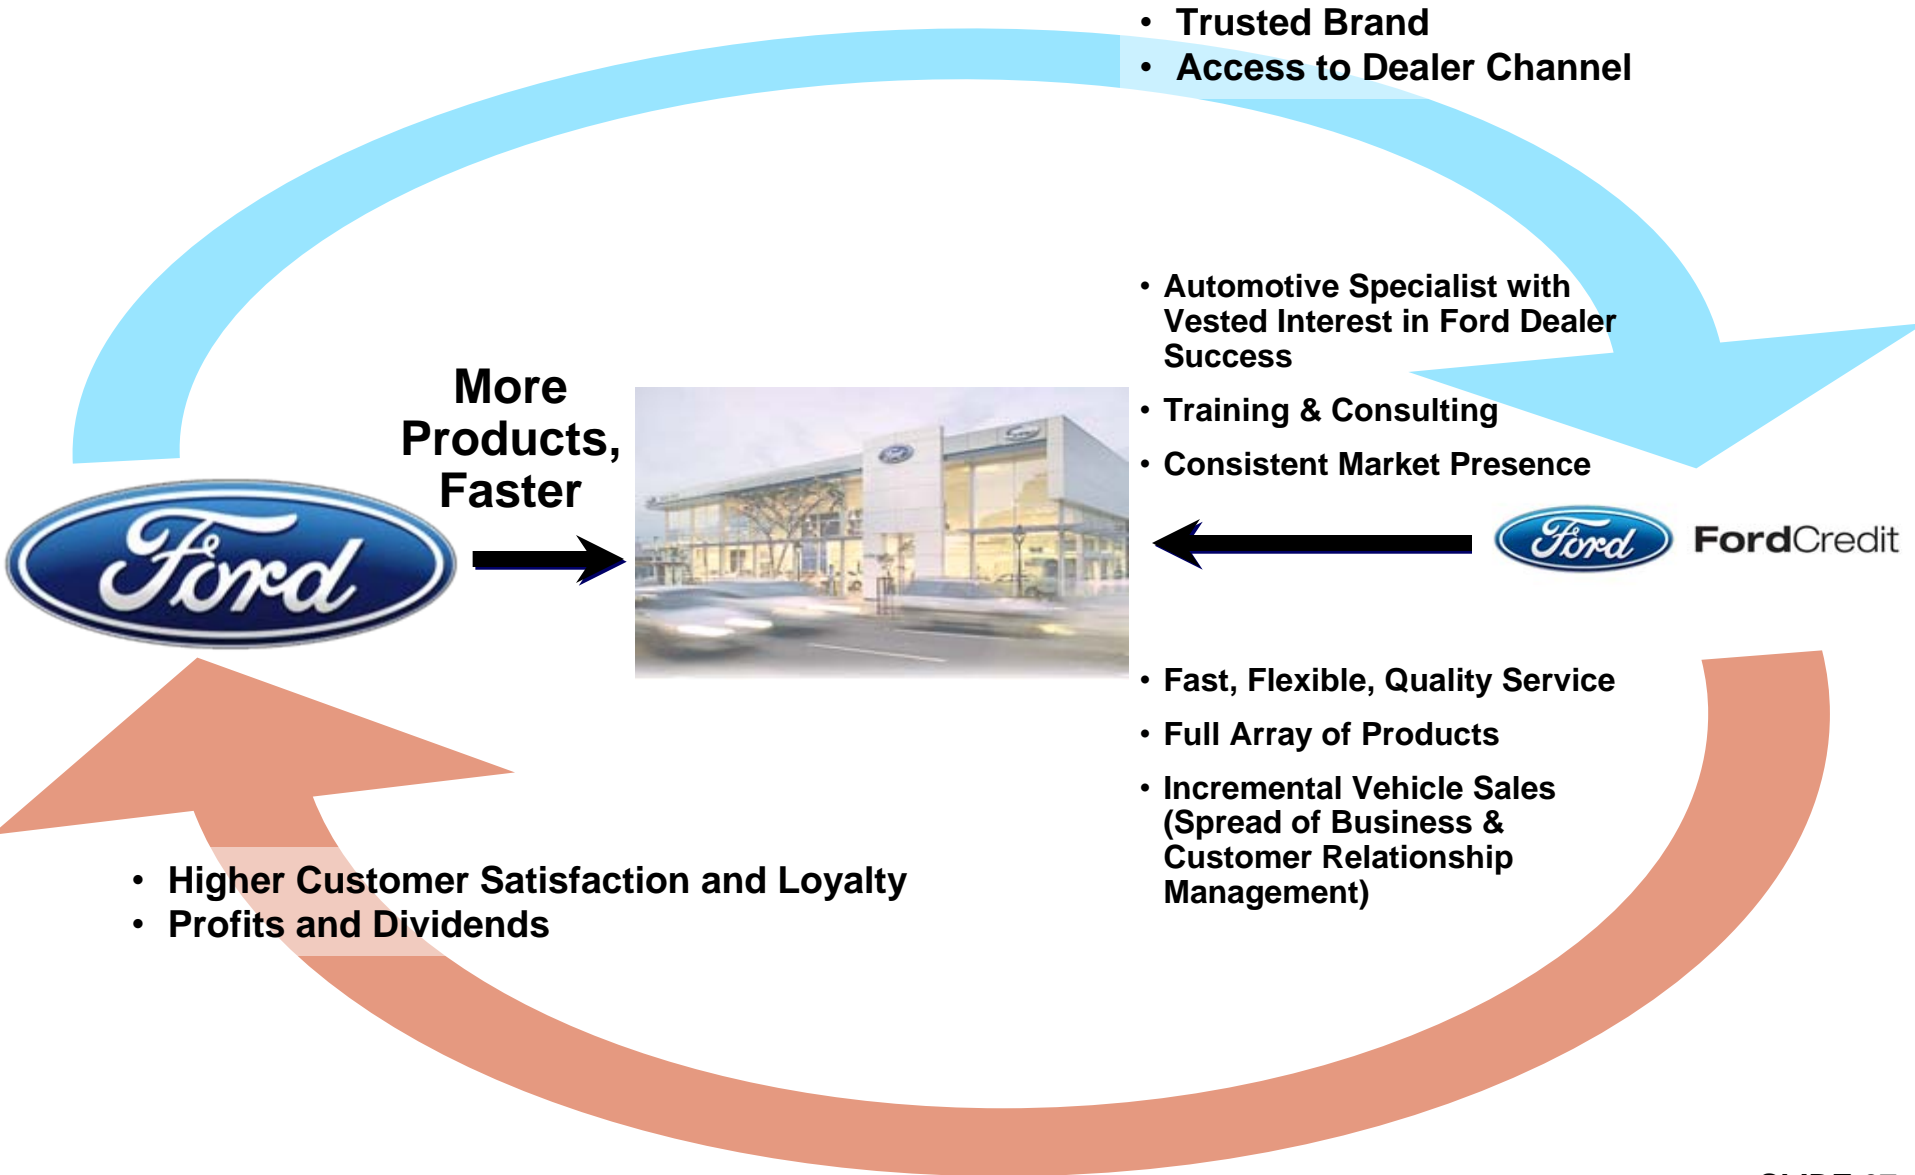 • Trusted Brand
• Access to Dealer Channel
• Automotive Specialist with
Vested Interest in Ford Dealer
Success
• Training & Consulting
• Consistent Market Presence
More
Products,
Faster
Ford
Ford
FordCredit
• Fast, Flexible, Quality Service
• Full Array of Products
• Incremental Vehicle Sales
(Spread of Business &
Customer Relationship
Management)
• Higher Customer Satisfaction and Loyalty
• Profits and Dividends